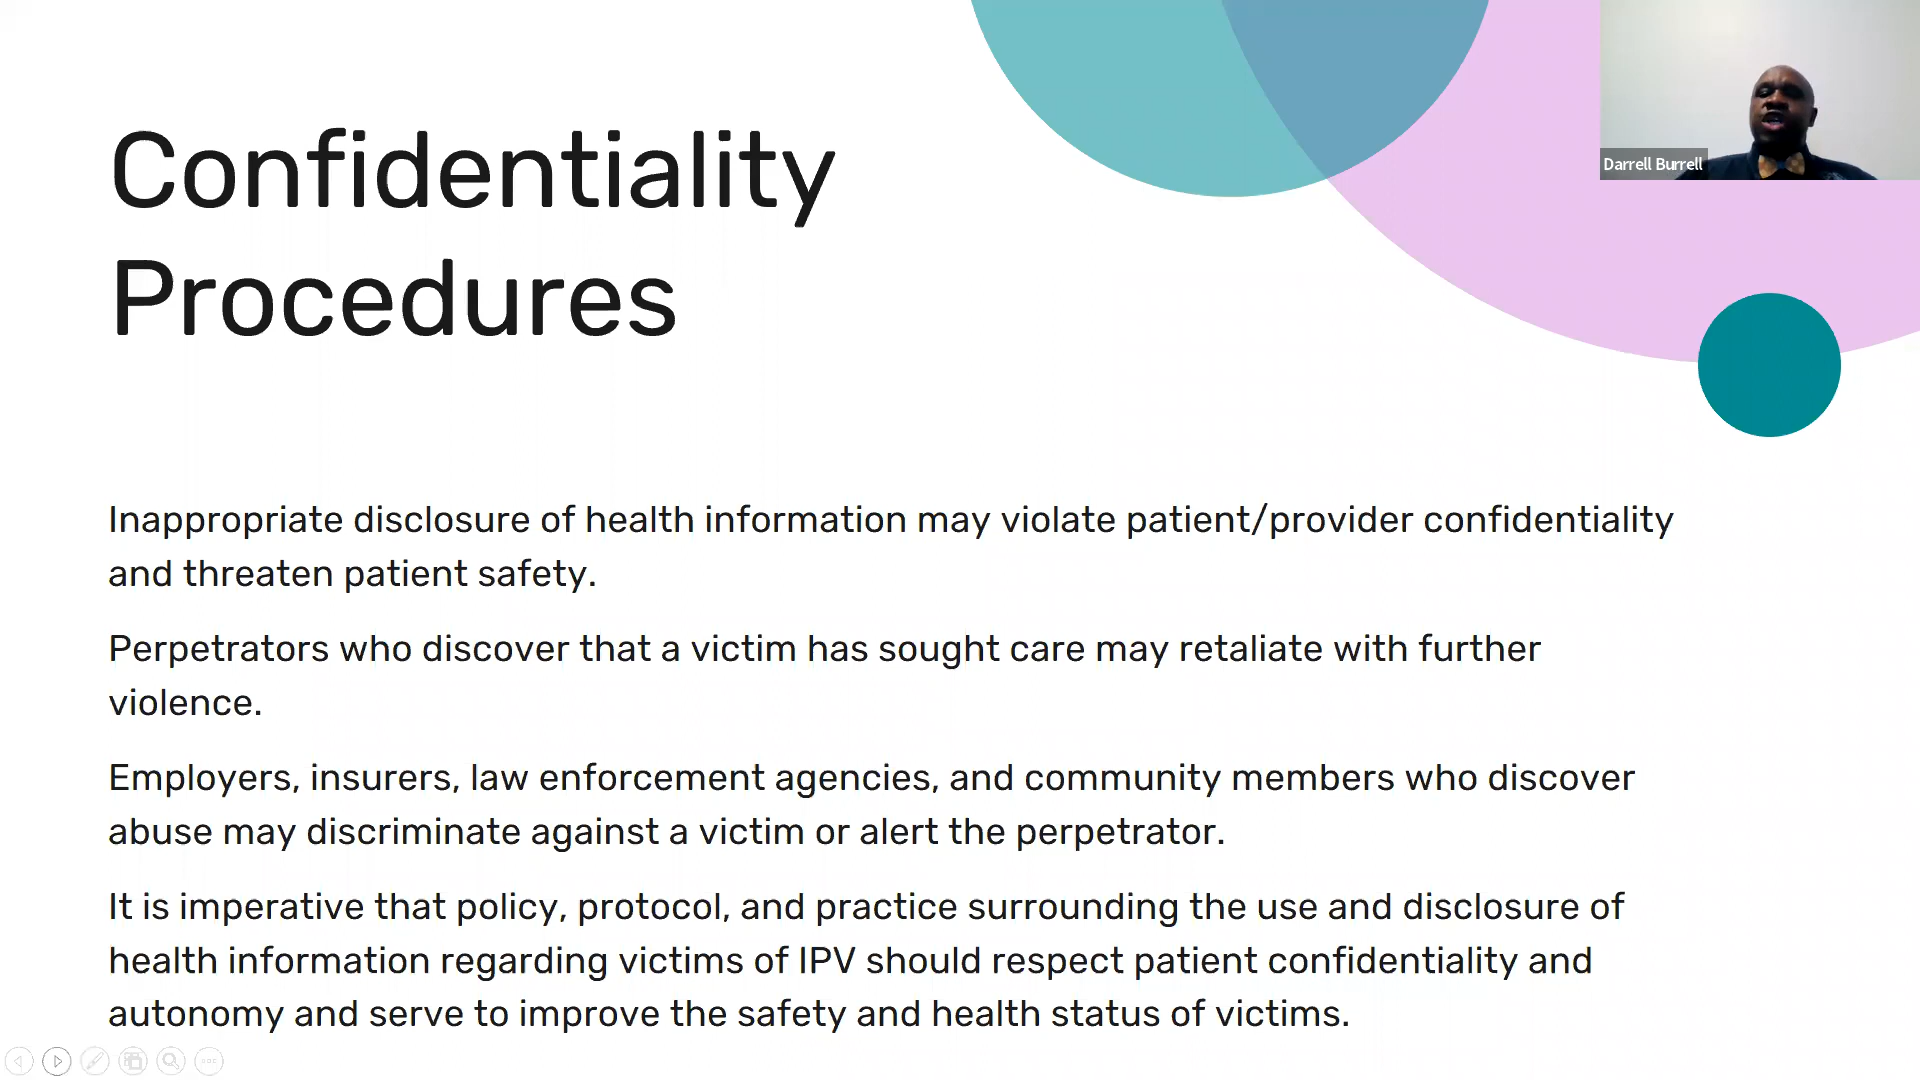 Confidentiality
Procedures
Darrell Burrell
Inappropriate disclosure of health information may violate patient/provider confidentiality
and threaten patient safety.
Perpetrators who discover that a victim has sought care may retaliate with further
violence.
Employers, insurers, law enforcement agencies, and community members who discover
abuse may discriminate against a victim or alert the perpetrator.
It is imperative that policy, protocol, and practice surrounding the use and disclosure of
health information regarding victims of IPV should respect patient confidentiality and
autonomy and serve to improve the safety and health status of victims.